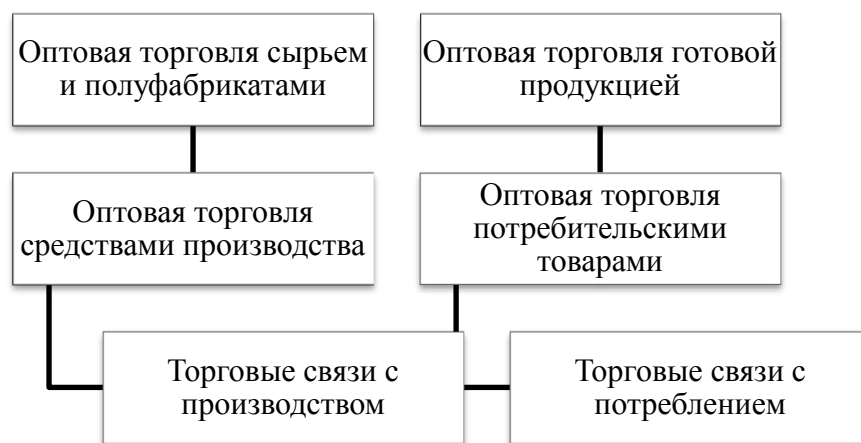 Оптовая торговля сырьем
и полуфабрикатами
Оптовая торговля готовой
продукцией
Оптовая торговля
средствами производства
Оптовая торговля
потребительскими
товарами
Торговые связи с
производством
Торговые связи с
потреблением